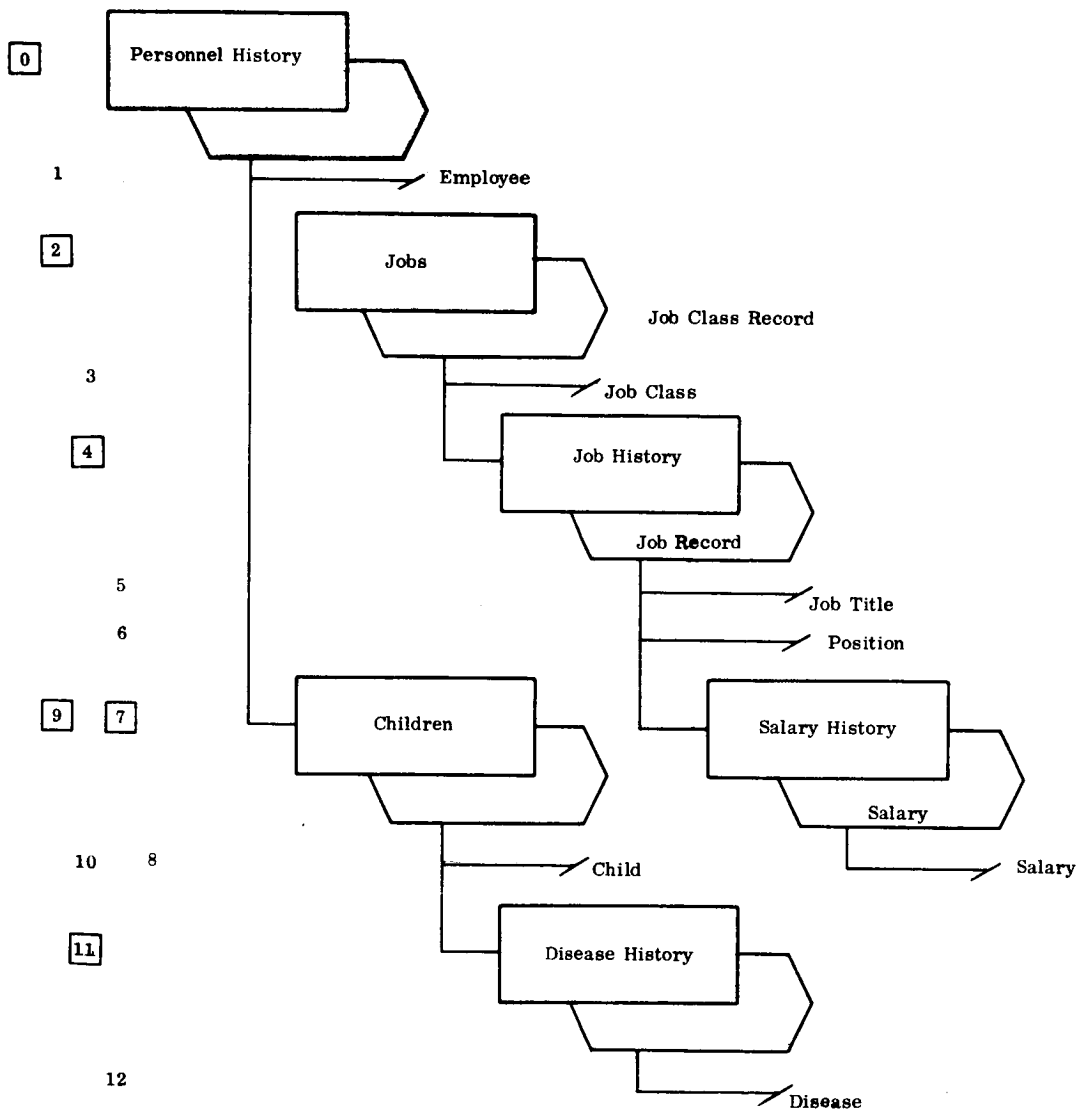 0
Personnel History
1
Employee
2
Jobs
Job Class Record
3
Job Class
4
Job History
Job Record
5
Job Title
6
Position
9 7
Children
Salary History
Salary
10 8
Child
Salary
11
Disease History
12
Disease